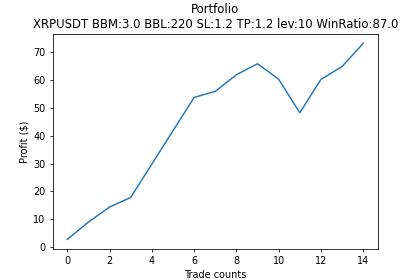 Portfolio
XRPUSDT BBM:3.0 BBL:220 SL:1.2 TP:1.2 lev:10 WinRatio:87.0
70
60
50
40
30
20
10
0
Profit ($)
0 2 4 6 8 10 12 14
Trade counts